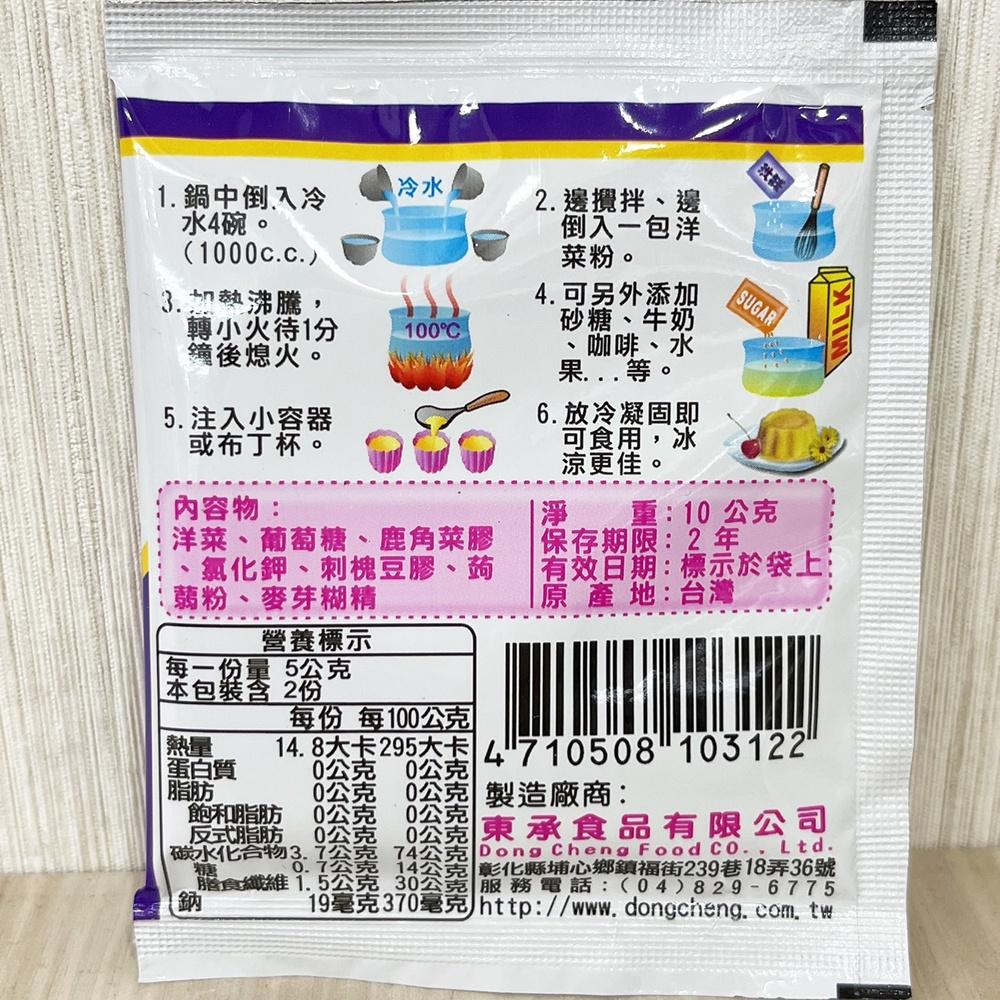 1. 鍋中倒入冷
水4碗。
(1000c.c.)
冷水
2. 邊攪拌、邊
倒入一包洋
菜粉。
洋菜
3. 加熱沸騰，
轉小火待1分
鐘後熄火。
100℃
4. 可另外添加
砂糖、牛奶
、咖啡、水
果...等。
SUGAR
MILK
5. 注入小容器
或布丁杯。
6. 放冷凝固即
可食用，冰
涼更佳。
內容物：
洋菜、葡萄糖、鹿角菜膠
、氯化鉀、刺槐豆膠、蒟
蒻粉、麥芽糊精
淨 重：10 公克
保存期限：2 年
有效日期：標示於袋上
原 產 地：台灣
營養標示
每一份量 5公克
本包裝含 2份
每份 每100公克
熱量 14.8大卡 295大卡
蛋白質 0公克 0公克
脂肪 0公克 0公克
飽和脂肪 0公克 0公克
反式脂肪 0公克 0公克
碳水化合物 3.7公克 74公克
糖 0.7公克 14公克
膳食纖維 1.5公克 30公克
鈉 19毫克 370毫克
4 710508 103122
製造廠商：
東承食品有限公司
Dong Cheng Food CO., Ltd.
彰化縣埔心鄉鎮福街239巷18弄36號
服務電話：(04)829-6775
http://www.dongcheng.com.tw